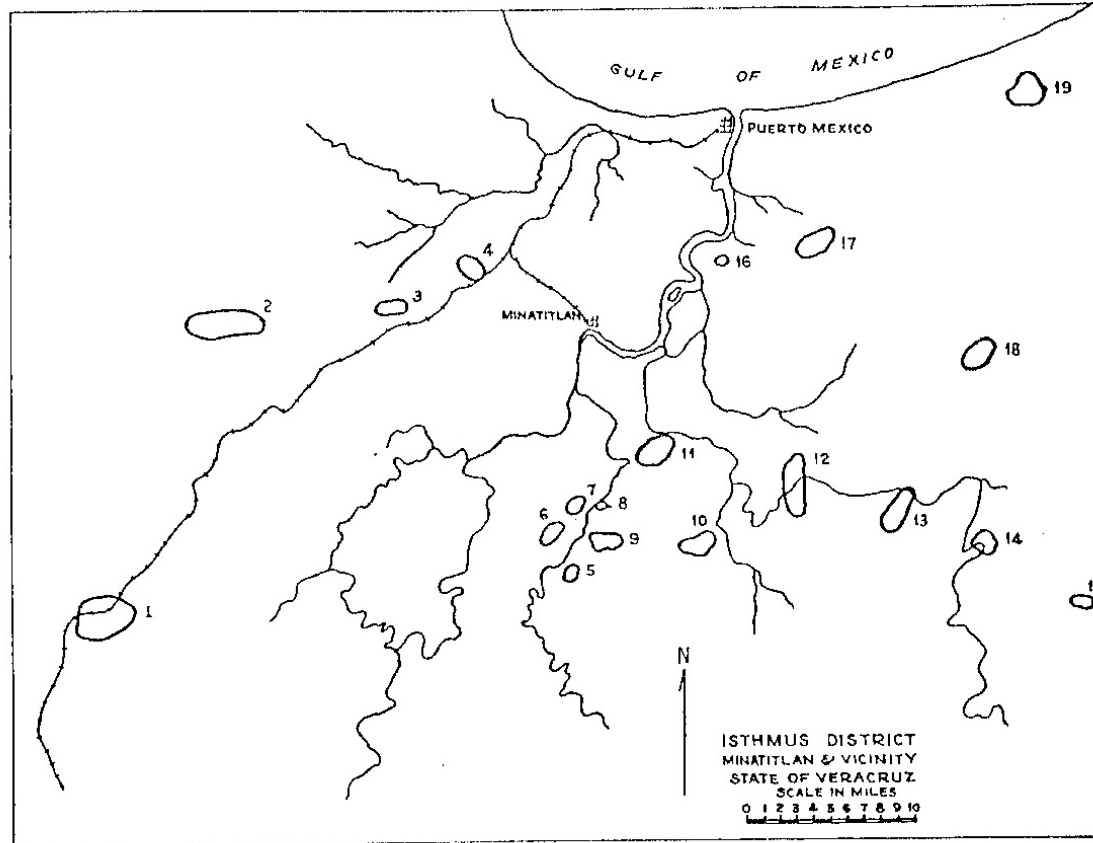 GULF OF MEXICO
19
PUERTO MEXICO
17
4
16
3
2
MINATITLAN
18
11
12
7
8
6
13
10
9
14
5
1
1
N
ISTHMUS DISTRICT
MINATITLAN & VICINITY
STATE OF VERACRUZ
SCALE IN MILES
0 1 2 3 4 5 6 7 8 9 10